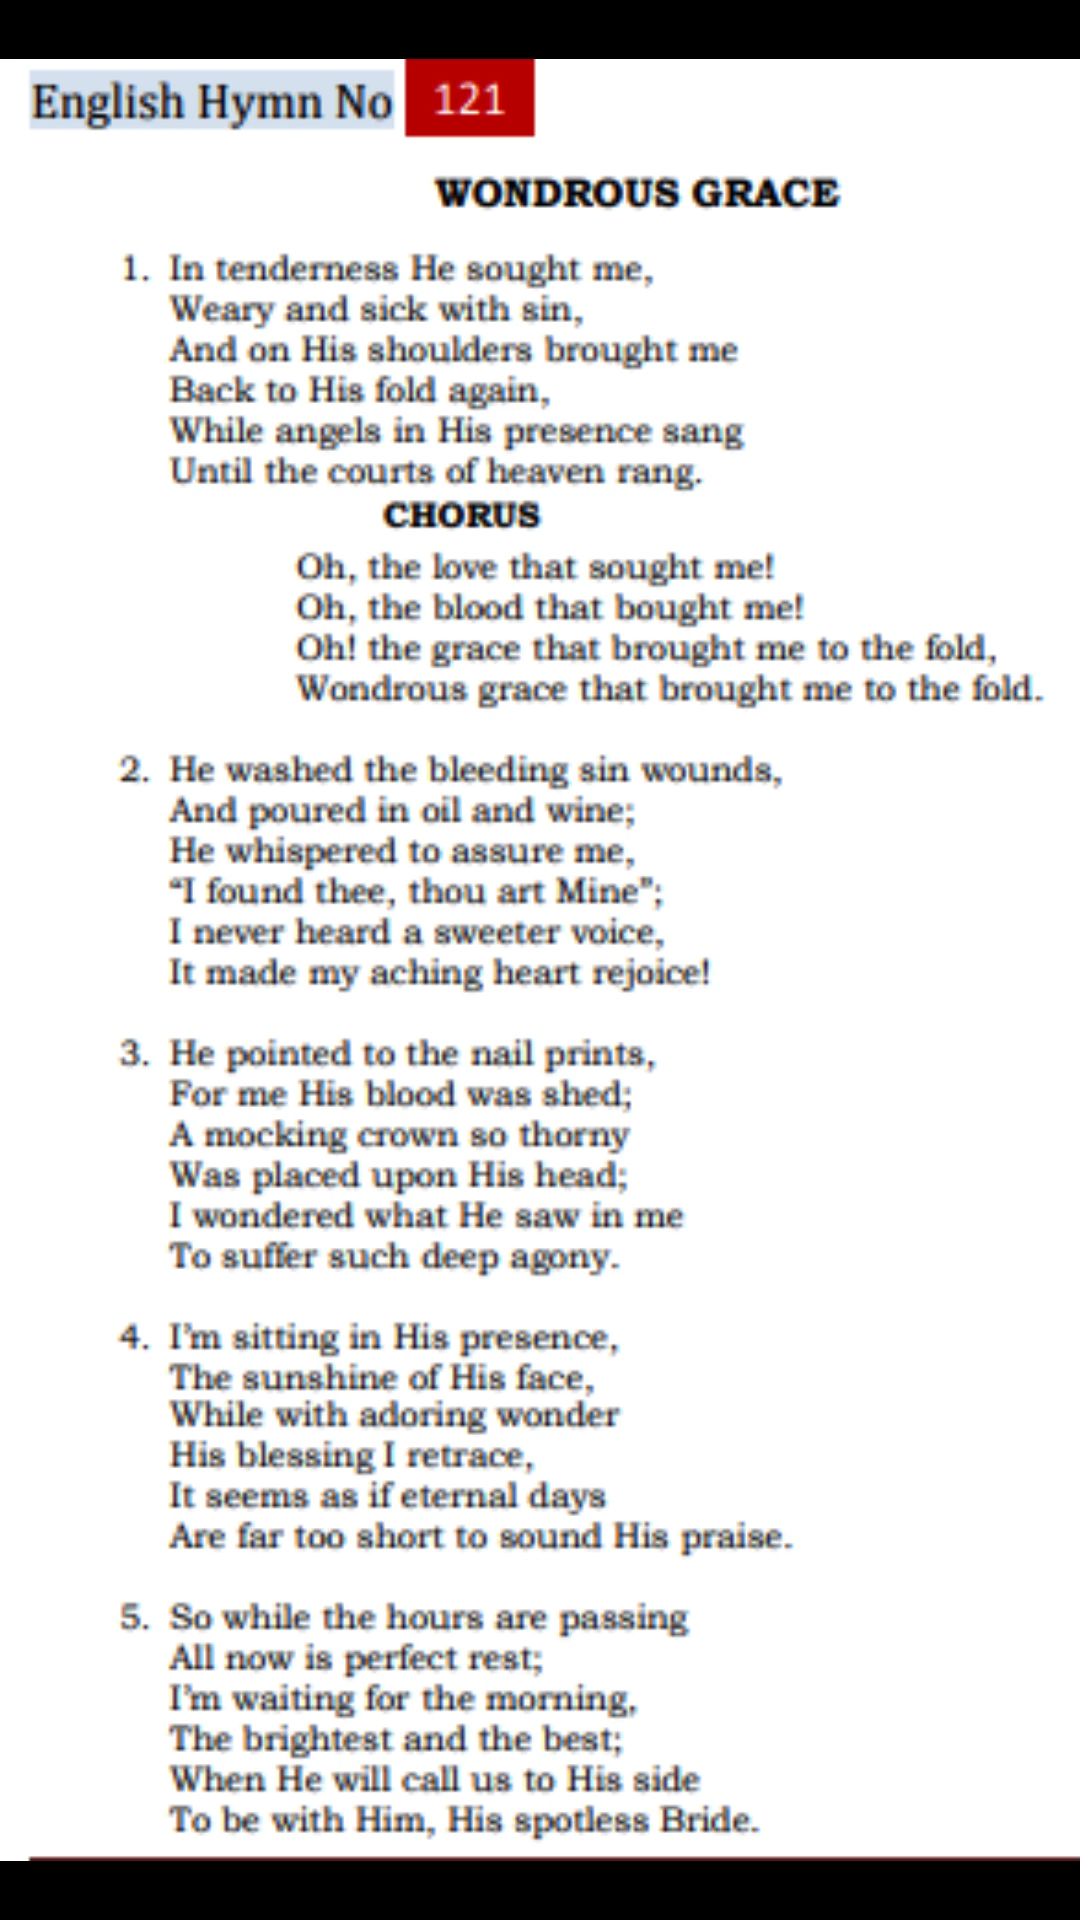 English Hymn No 121
WONDROUS GRACE
1. In tenderness He sought me,
Weary and sick with sin,
And on His shoulders brought me
Back to His fold again,
While angels in His presence sang
Until the courts of heaven rang.
CHORUS
Oh, the love that sought me!
Oh, the blood that bought me!
Oh! the grace that brought me to the fold,
Wondrous grace that brought me to the fold.
2. He washed the bleeding sin wounds,
And poured in oil and wine;
He whispered to assure me,
“I found thee, thou art Mine”;
I never heard a sweeter voice,
It made my aching heart rejoice!
3. He pointed to the nail prints,
For me His blood was shed;
A mocking crown so thorny
Was placed upon His head;
I wondered what He saw in me
To suffer such deep agony.
4. I’m sitting in His presence,
The sunshine of His face,
While with adoring wonder
His blessing I retrace,
It seems as if eternal days
Are far too short to sound His praise.
5. So while the hours are passing
All now is perfect rest;
I’m waiting for the morning,
The brightest and the best;
When He will call us to His side
To be with Him, His spotless Bride.